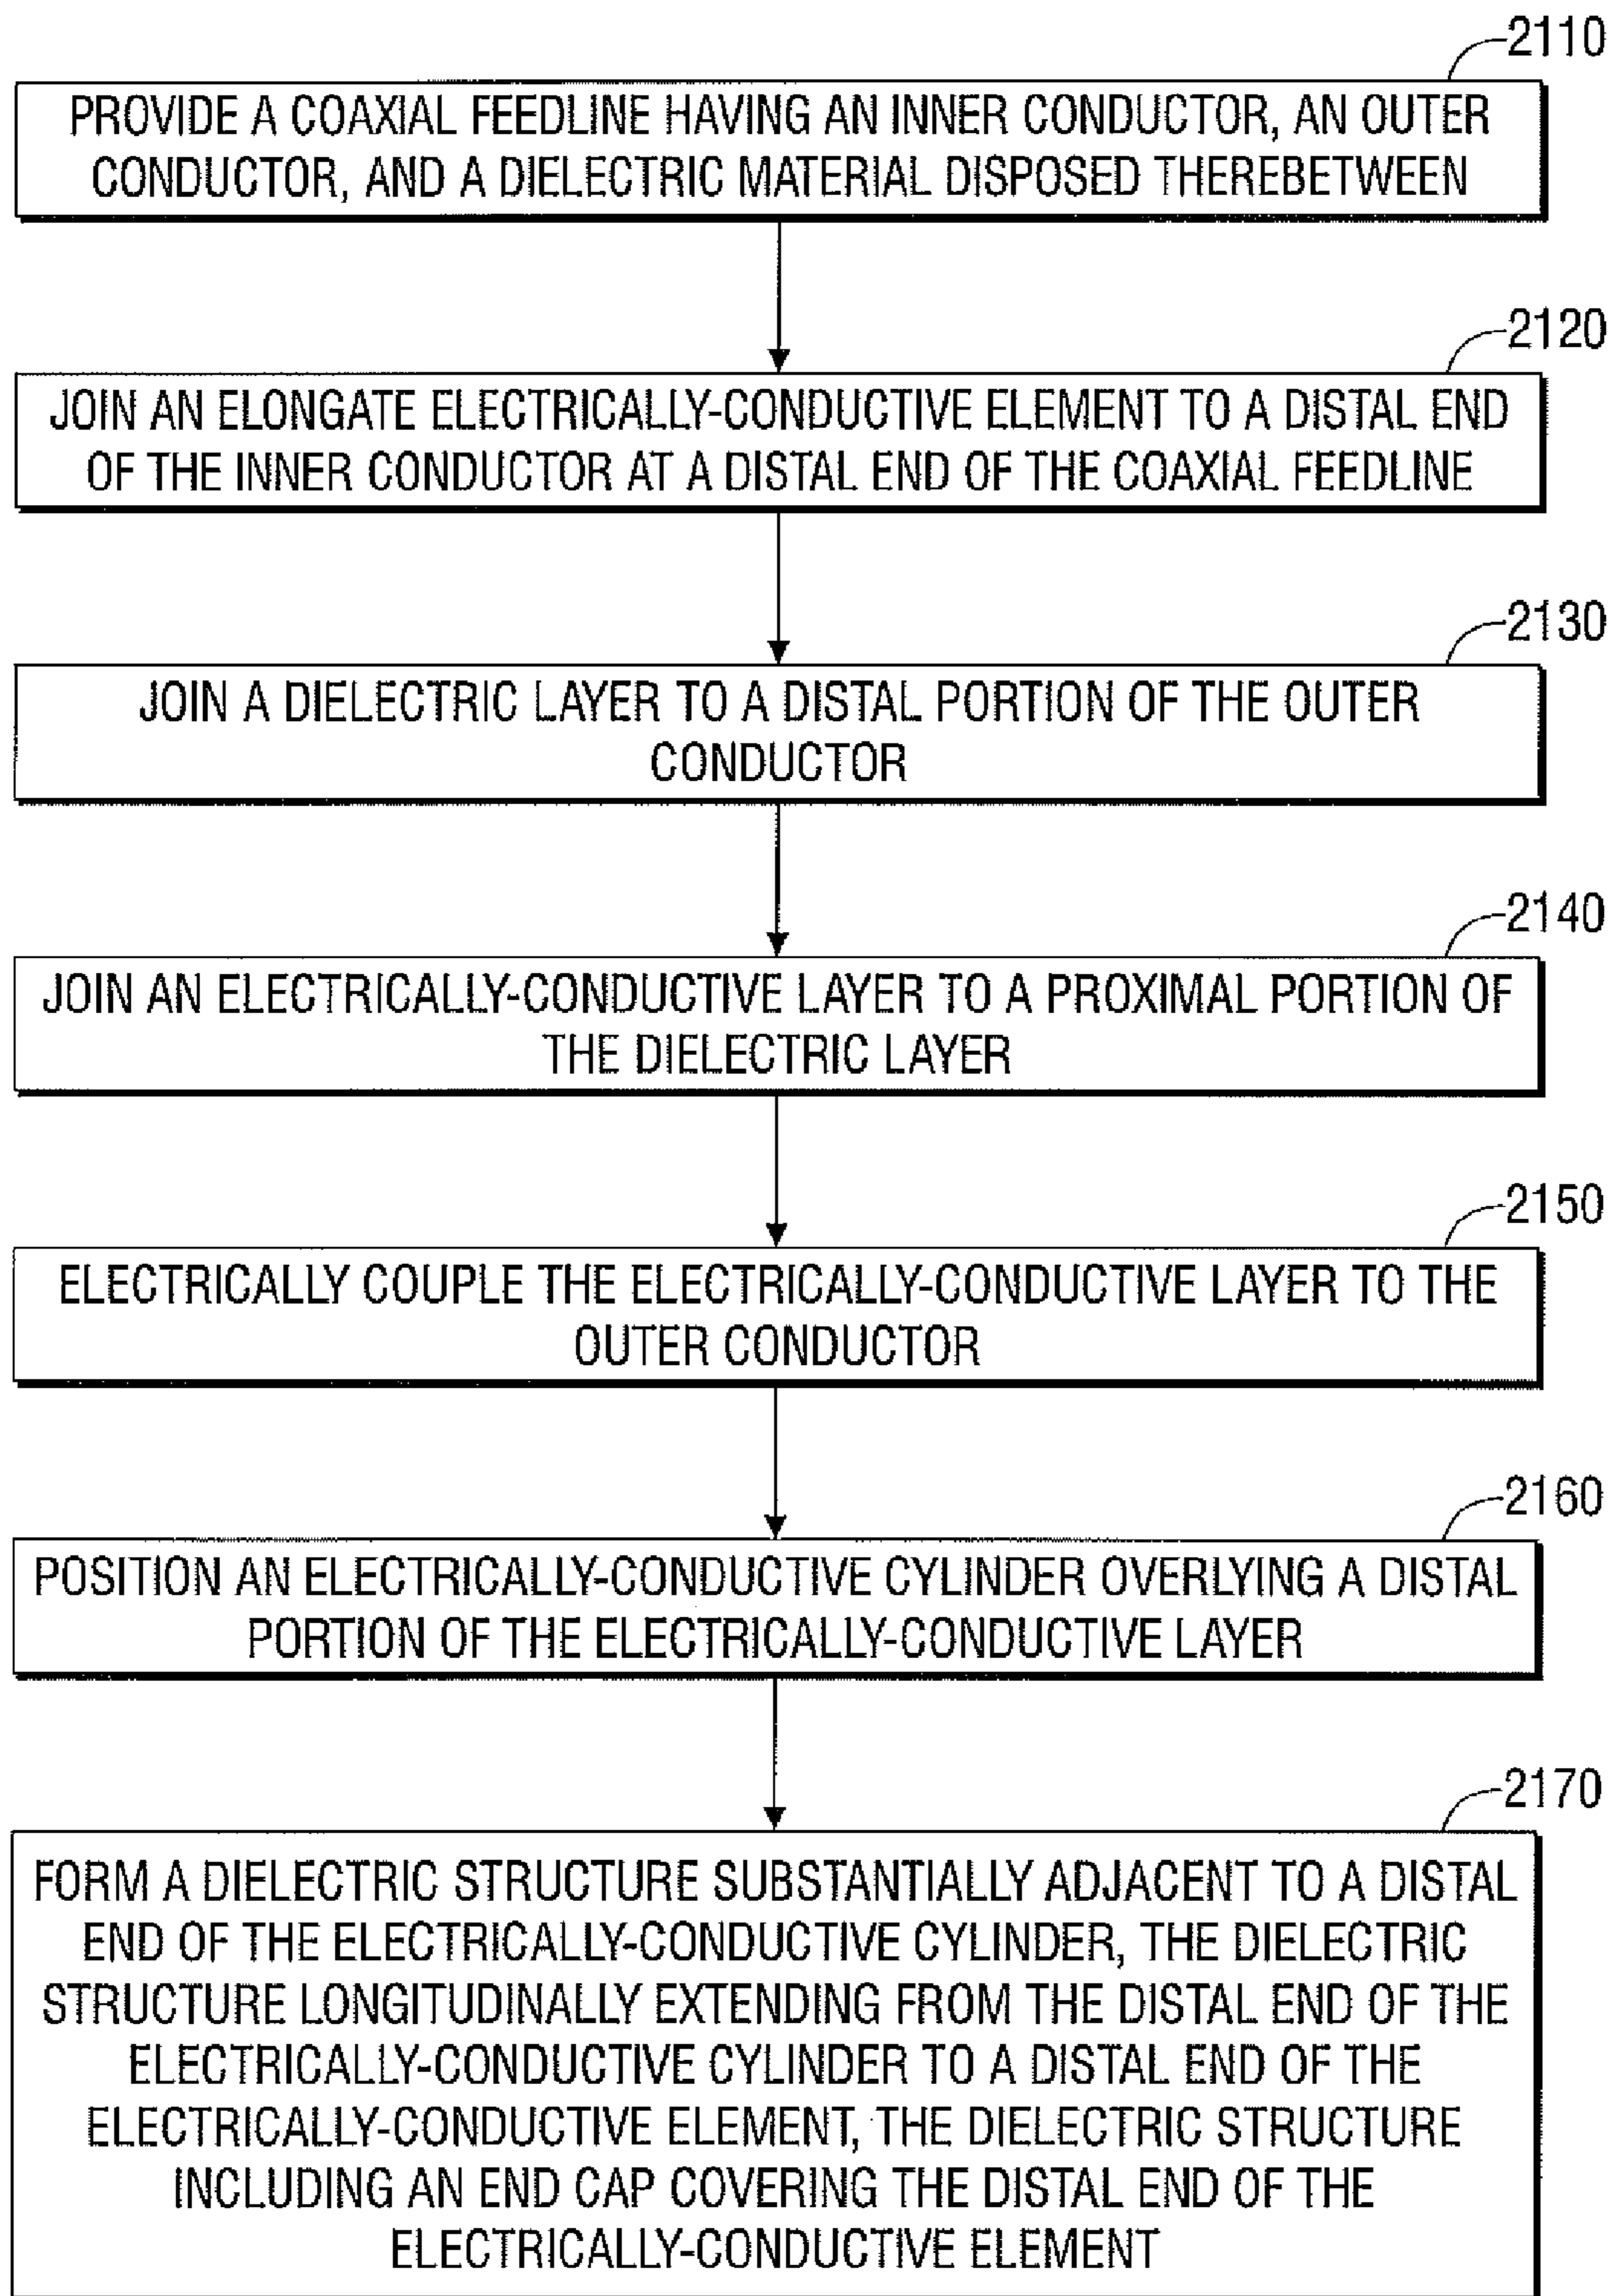 2110
PROVIDE A COAXIAL FEEDLINE HAVING AN INNER CONDUCTOR, AN OUTER
CONDUCTOR, AND A DIELECTRIC MATERIAL DISPOSED THEREBETWEEN
2120
JOIN AN ELONGATE ELECTRICALLY-CONDUCTIVE ELEMENT TO A DISTAL END
OF THE INNER CONDUCTOR AT A DISTAL END OF THE COAXIAL FEEDLINE
2130
JOIN A DIELECTRIC LAYER TO A DISTAL PORTION OF THE OUTER
CONDUCTOR
2140
JOIN AN ELECTRICALLY-CONDUCTIVE LAYER TO A PROXIMAL PORTION OF
THE DIELECTRIC LAYER
2150
ELECTRICALLY COUPLE THE ELECTRICALLY-CONDUCTIVE LAYER TO THE
OUTER CONDUCTOR
2160
POSITION AN ELECTRICALLY-CONDUCTIVE CYLINDER OVERLYING A DISTAL
PORTION OF THE ELECTRICALLY-CONDUCTIVE LAYER
2170
FORM A DIELECTRIC STRUCTURE SUBSTANTIALLY ADJACENT TO A DISTAL
END OF THE ELECTRICALLY-CONDUCTIVE CYLINDER, THE DIELECTRIC
STRUCTURE LONGITUDINALLY EXTENDING FROM THE DISTAL END OF THE
ELECTRICALLY-CONDUCTIVE CYLINDER TO A DISTAL END OF THE
ELECTRICALLY-CONDUCTIVE ELEMENT, THE DIELECTRIC STRUCTURE
INCLUDING AN END CAP COVERING THE DISTAL END OF THE
ELECTRICALLY-CONDUCTIVE ELEMENT